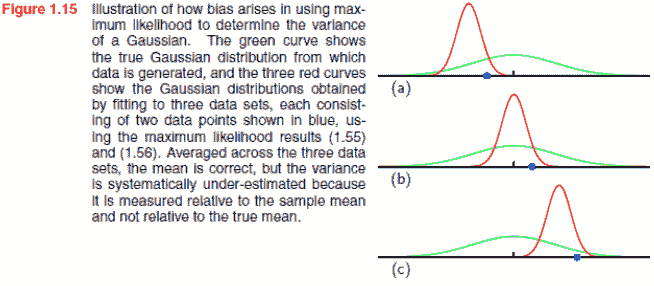 Figure 1.15 Illustration of how bias arises in using max-
imum likelihood to determine the variance
of a Gaussian. The green curve shows
the true Gaussian distribution from which
data is generated, and the three red curves
show the Gaussian distributions obtained
by fitting to three data sets, each consist-
ing of two data points shown in blue, us-
ing the maximum likelihood results (1.55)
and (1.56). Averaged across the three data
sets, the mean is correct, but the variance
is systematically under-estimated because
it is measured relative to the sample mean
and not relative to the true mean.
(a)
(b)
(c)